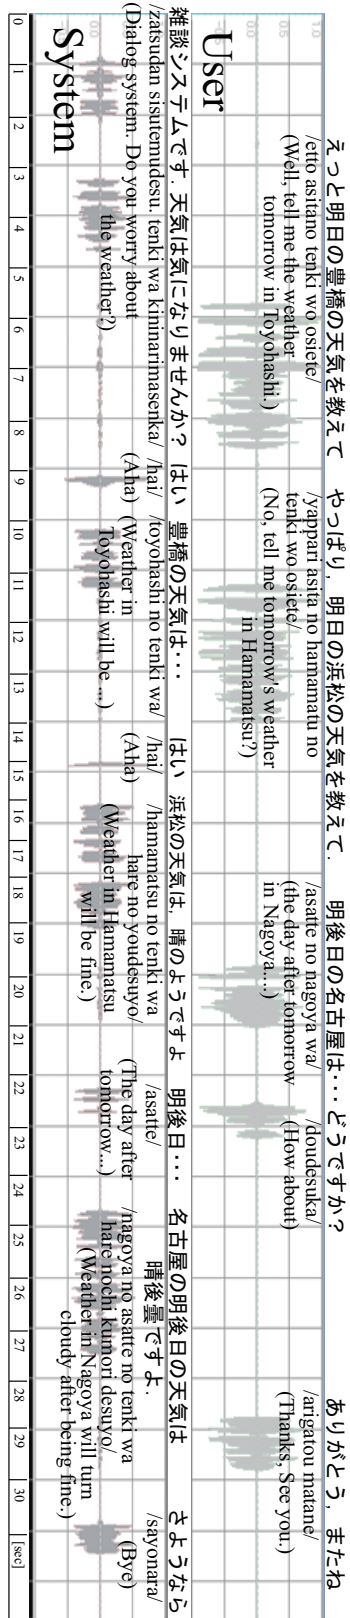 えっと明日の豊橋の天気を教えて
/etto asitano tenki wo osiete/
(Well, tell me the weather
tomorrow in Toyohashi.)
やっぱり，明日の浜松の天気を教えて．
/yappari asita no hamamatu no
tenki wo osiete/
(No, tell me tomorrow's weather
in Hamamatsu?)
明後日の名古屋は･･･どうですか？
/asatte no nagoya wa/
(the day after tomorrow
in Nagoya....)
/doudesuka/
(How about)
ありがとう，またね
/arigatou matane/
(Thanks, See you.)
1.0
0.5
0.0
User
雑談システムです．天気は気になりませんか？
/zatsudan sisutemudesu. tenki wa kininarimasenka/
(Dialog system. Do you worry about
the weather?)
はい
/hai/
(Aha)
豊橋の天気は･･･
/toyohashi no tenki wa/
(Weather in
Toyohashi will be ...)
はい
/hai/
(Aha)
浜松の天気は，晴のようですよ
/hamamatsu no tenki wa
hare no youdesuyo/
(Weather in Hamamatsu
will be fine.)
明後日･･･
/asatte/
(The day after
tomorrow...)
名古屋の明後日の天気は
晴後曇ですよ．
/nagoya no asatte no tenki wa
hare nochi kumori desuyo/
(Weather in Nagoya will turn
cloudy after being fine.)
さようなら
/sayonara/
(Bye)
System
0 1 2 3 4 5 6 7 8 9 10 11 12 13 14 15 16 17 18 19 20 21 22 23 24 25 26 27 28 29 30 [sec]